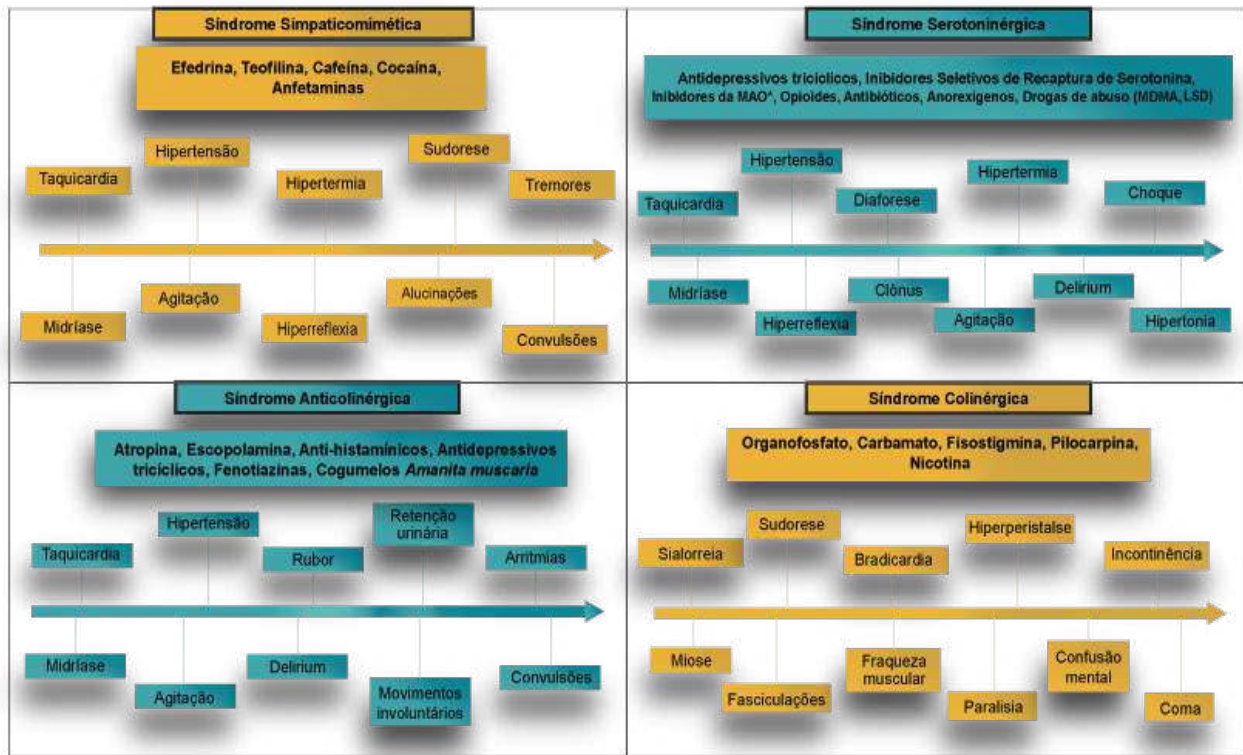 Síndrome Simpaticomimética
Efedrina, Teofilina, Cafeína, Cocaína,
Anfetaminas
Taquicardia
Hipertensão
Hipertermia
Sudorese
Tremores
Midríase
Agitação
Hiperreflexia
Alucinações
Convulsões
Síndrome Serotoninérgica
Antidepressivos tricíclicos, Inibidores Seletivos de Recaptura de Serotonina,
Inibidores da MAO*, Opioides, Antibióticos, Anorexígenos, Drogas de abuso (MDMA, LSD)
Taquicardia
Hipertensão
Diaforese
Hipertermia
Choque
Midríase
Hiperreflexia
Clônus
Agitação
Delirium
Hipertonia
Síndrome Anticolinérgica
Atropina, Escopolamina, Anti-histamínicos, Antidepressivos
tricíclicos, Fenotiazinas, Cogumelos Amanita muscaria
Taquicardia
Hipertensão
Rubor
Retenção
urinária
Arritmias
Midríase
Agitação
Delirium
Movimentos
involuntários
Convulsões
Síndrome Colinérgica
Organofosfato, Carbamato, Fisostigmina, Pilocarpina,
Nicotina
Sialorreia
Sudorese
Bradicardia
Hiperperistalse
Incontinência
Miose
Fasciculações
Fraqueza
muscular
Paralisia
Confusão
mental
Coma